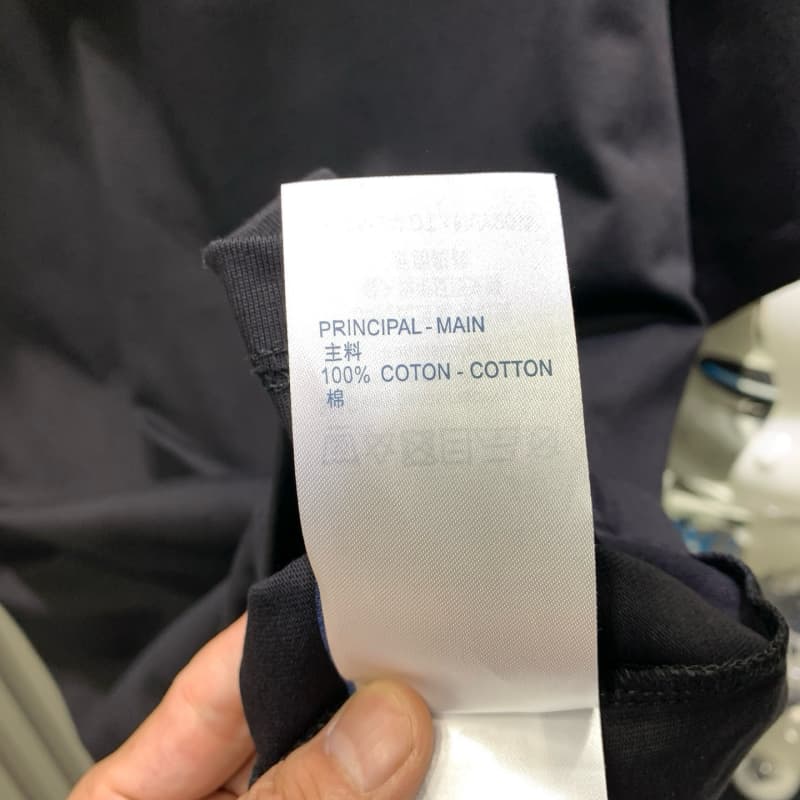 PRINCIPAL - MAIN
主料
100% COTON - COTTON
棉